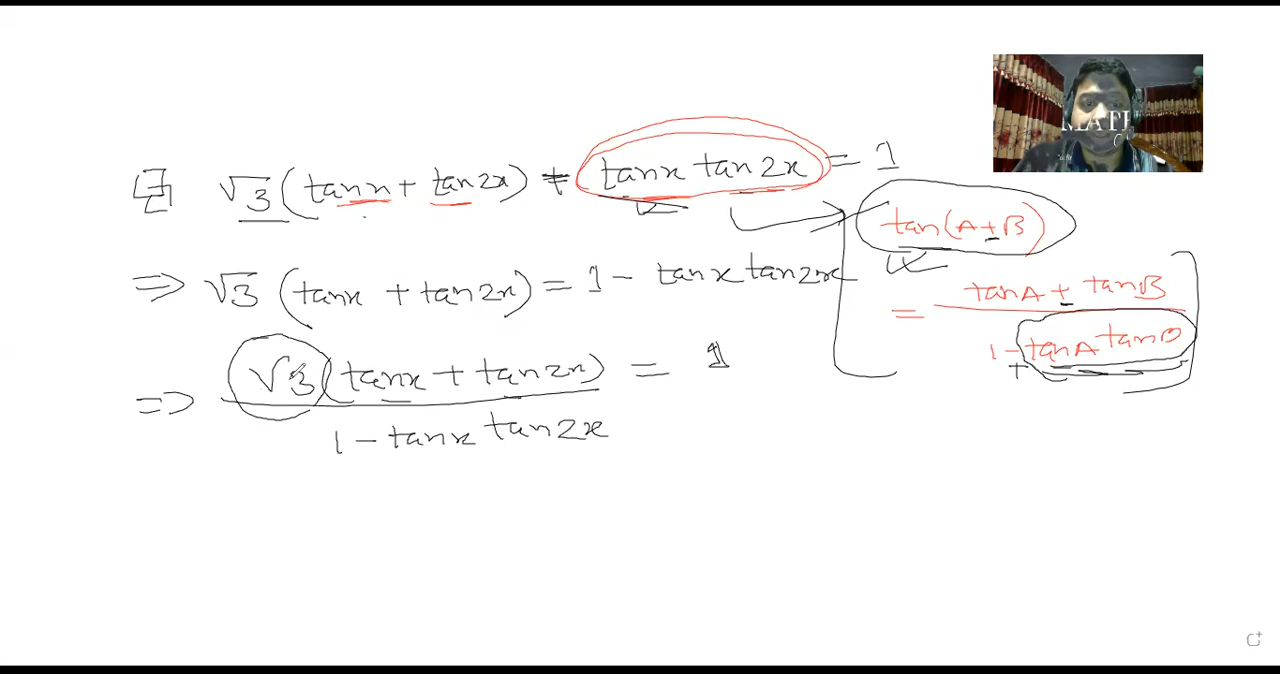 √3 (tanx + tan2x) + tanx tan2x = 1
⇒ √3 (tanx + tan2x) = 1 - tanx tan2x
⇒ √3 (tanx + tan2x) / 1 - tanx tan2x = 1
tan(A+B)
= tanA + tanB / 1 - tanA tanB
+
MATH